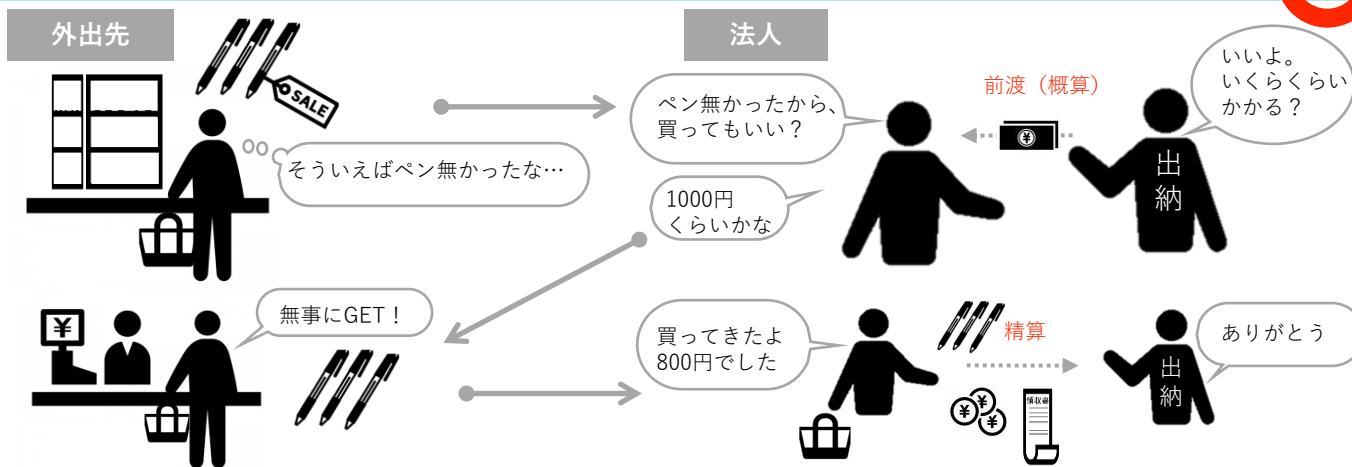 外出先
SALE
そういえばペン無かったな…
法人
ペン無かったから、
買ってもいい？
前渡（概算）
¥
いいよ。
いくらくらい
かかる？
出納
1000円
くらいかな
¥
無事にGET！
買ってきたよ
800円でした
精算
¥
¥
¥
領収書
出納
ありがとう